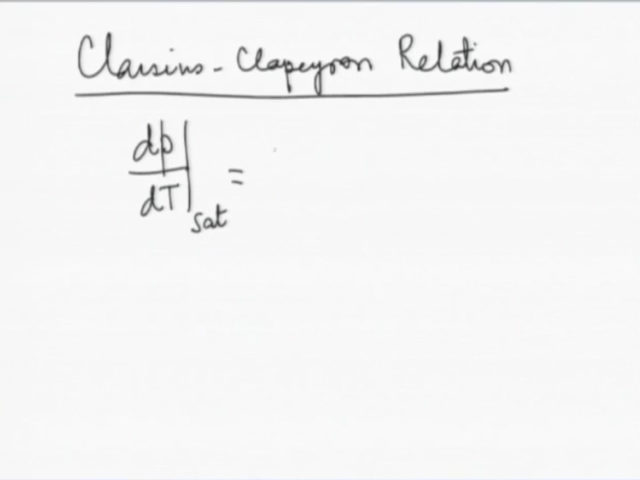 Clausius-Clapeyron Relation
dp/dT|sat =